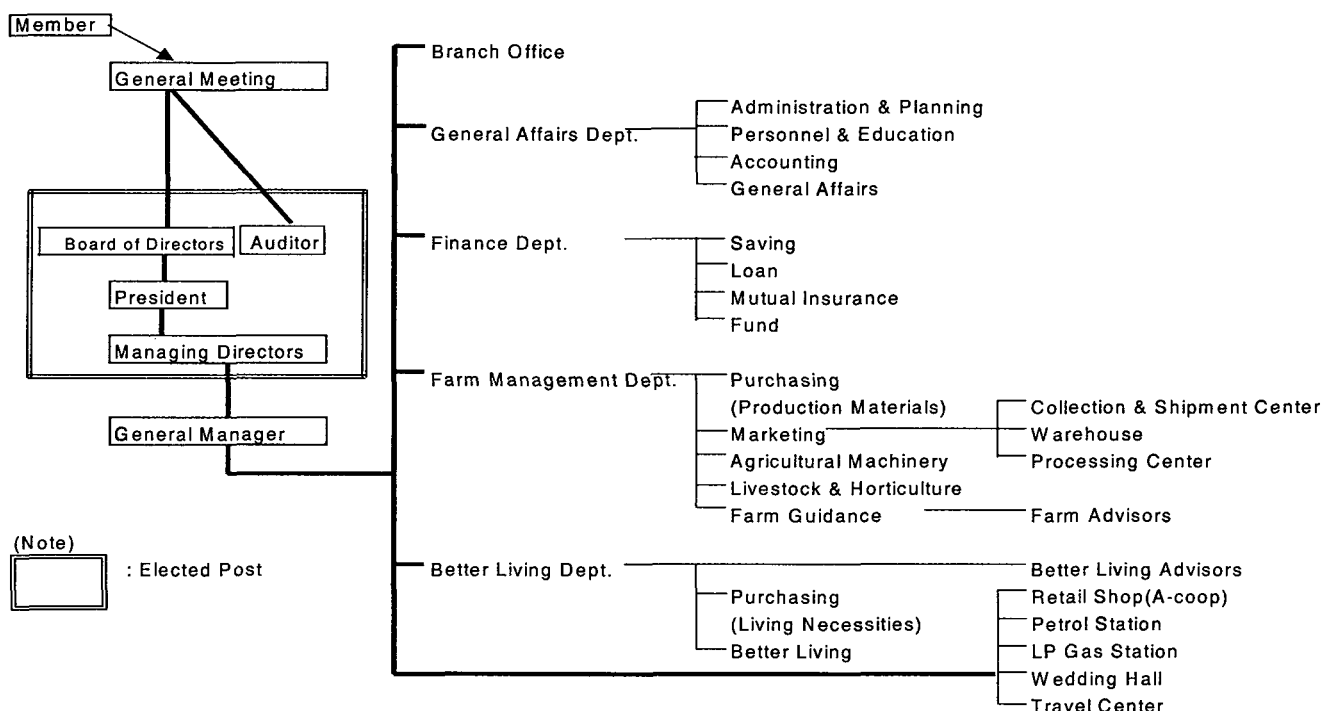 Member
General Meeting
Board of Directors
Auditor
President
Managing Directors
General Manager
(Note)
: Elected Post
Branch Office
General Affairs Dept.
Administration & Planning
Personnel & Education
Accounting
General Affairs
Finance Dept.
Saving
Loan
Mutual Insurance
Fund
Farm Management Dept.
Purchasing
(Production Materials)
Marketing
Agricultural Machinery
Livestock & Horticulture
Farm Guidance
Collection & Shipment Center
Warehouse
Processing Center
Farm Advisors
Better Living Dept.
Purchasing
(Living Necessities)
Better Living
Better Living Advisors
Retail Shop(A-coop)
Petrol Station
LP Gas Station
Wedding Hall
Travel Center